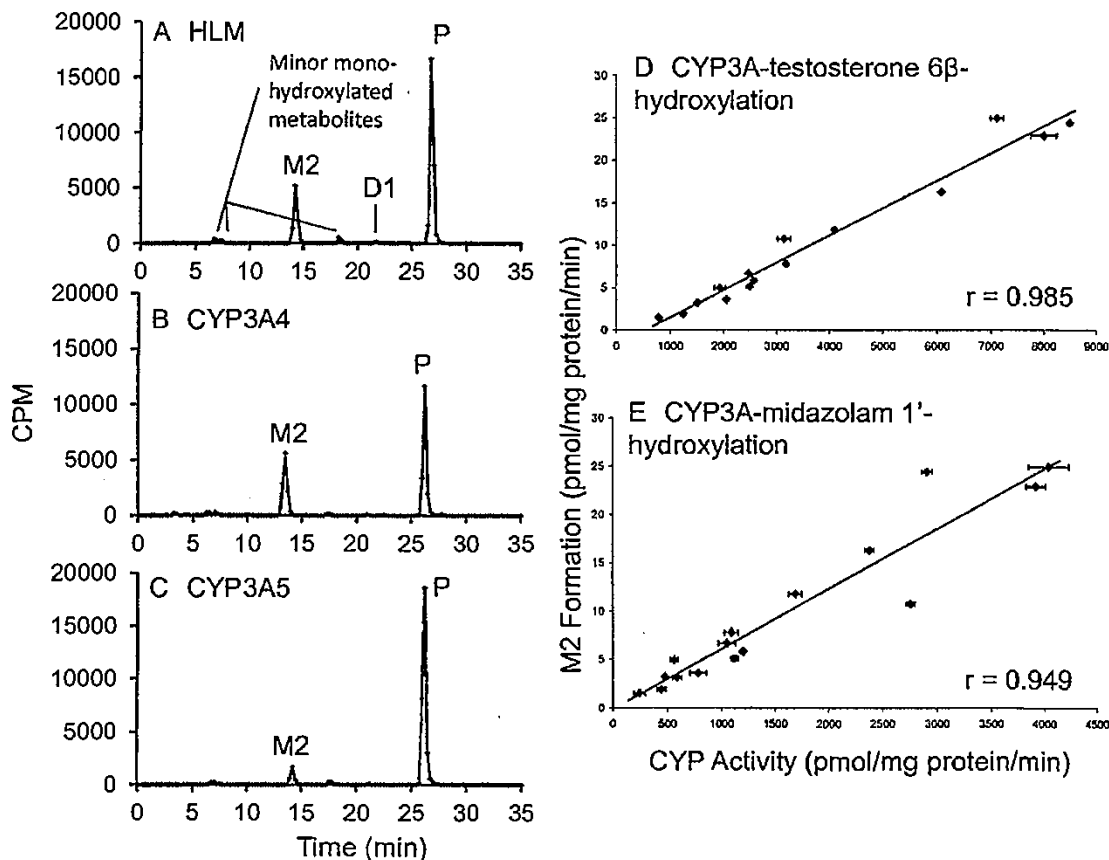 A HLM
Minor mono-
hydroxylated
metabolites
M2
D1
P
20000
15000
10000
5000
0
0 5 10 15 20 25 30 35
B CYP3A4
M2
P
20000
15000
10000
5000
0
0 5 10 15 20 25 30 35
C CYP3A5
M2
P
20000
15000
10000
5000
0
0 5 10 15 20 25 30 35
CPM
Time (min)
D CYP3A-testosterone 6β-
hydroxylation
30
25
20
15
10
5
0
0 1000 2000 3000 4000 5000 6000 7000 8000 9000
r = 0.985
E CYP3A-midazolam 1'-
hydroxylation
30
25
20
15
10
5
0
0 500 1000 1500 2000 2500 3000 3500 4000 4500
r = 0.949
M2 Formation (pmol/mg protein/min)
CYP Activity (pmol/mg protein/min)